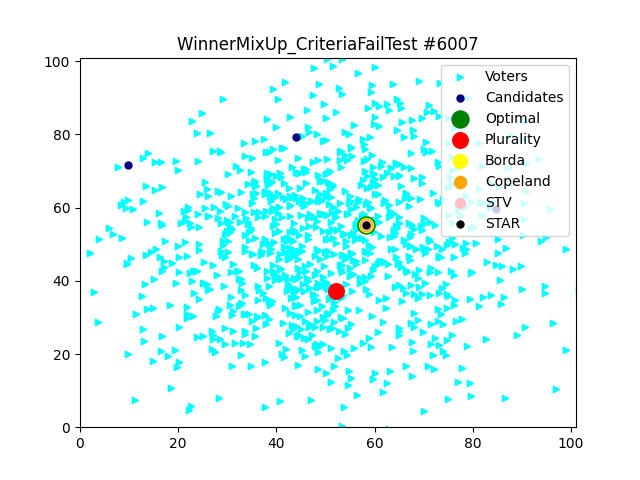 WinnerMixUp_CriteriaFailTest #6007
100
80
60
40
20
0
0
20
40
60
80
100
Voters
Candidates
Optimal
Plurality
Borda
Copeland
STV
STAR